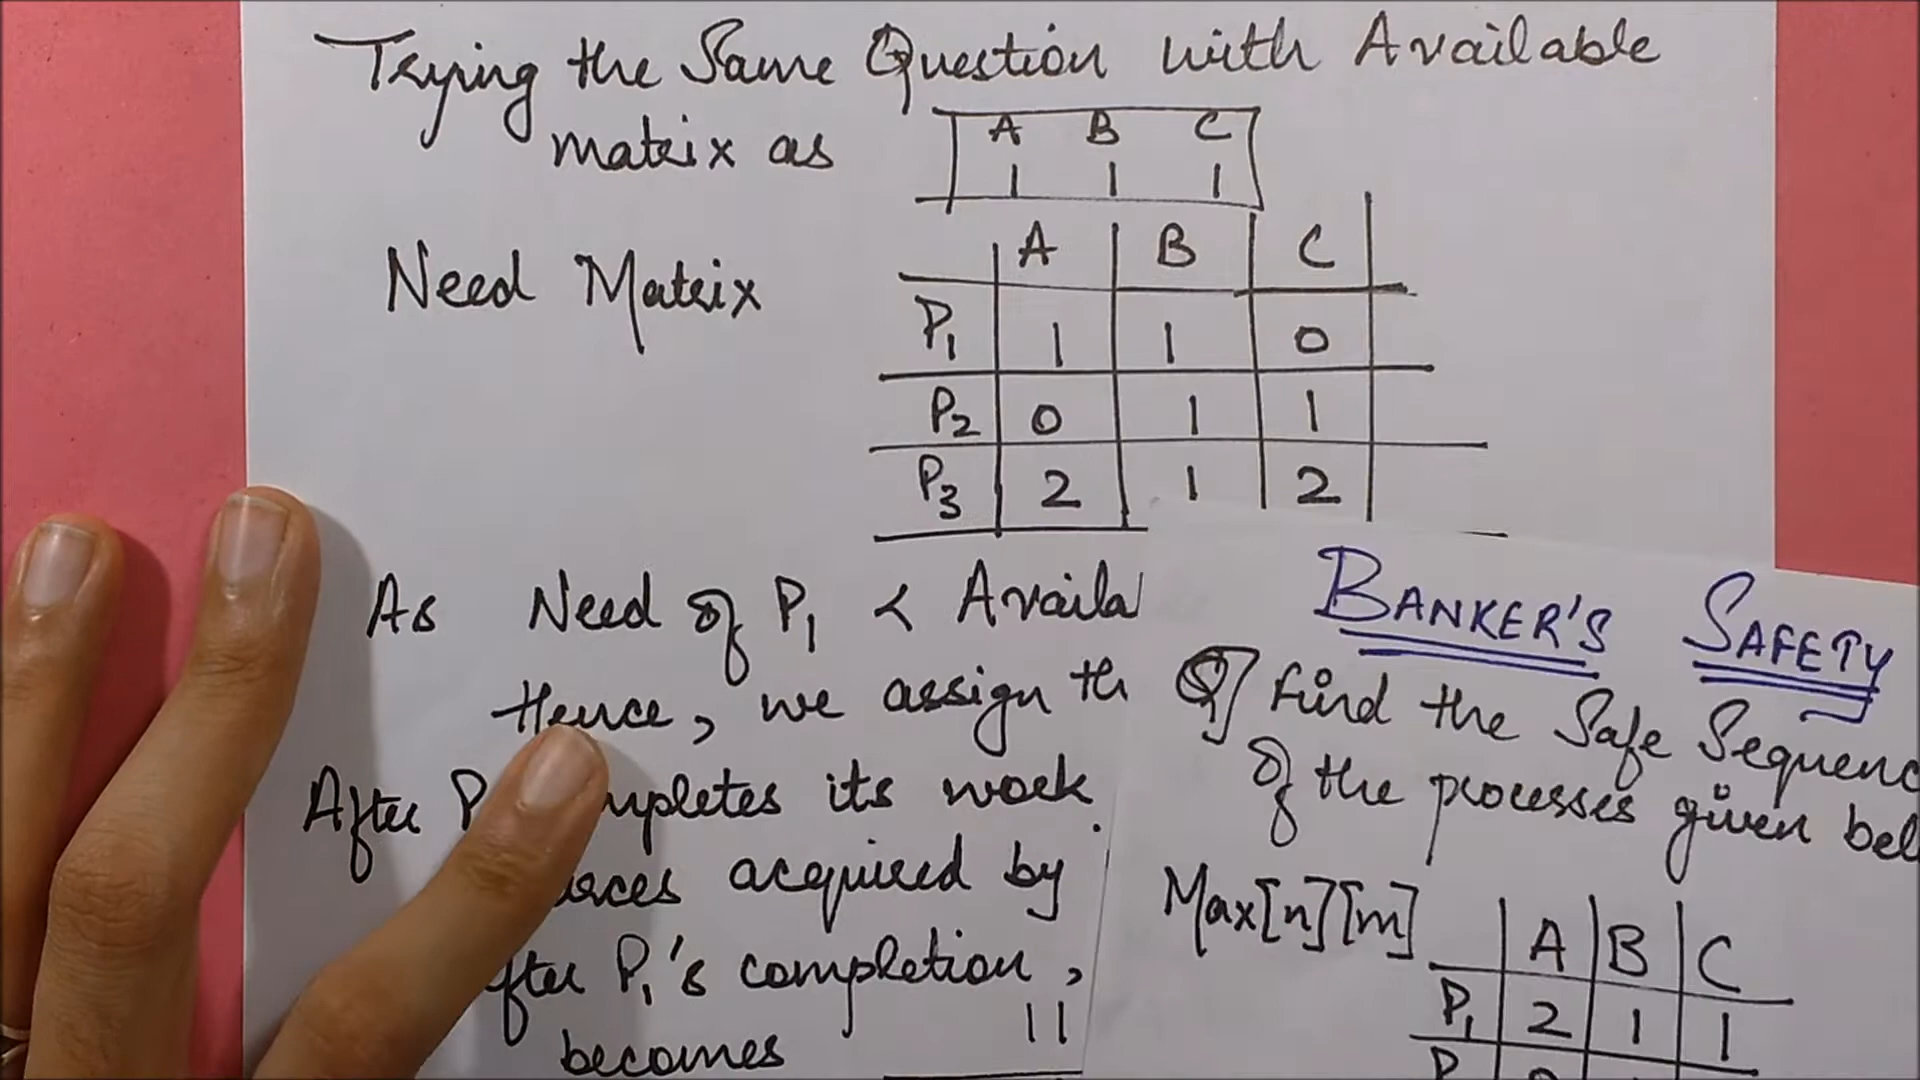 Trying the Same Question with Available
matrix as
A B C
1 1 1
Need Matrix
A B C
P1 1 1 0
P2 0 1 1
P3 2 1 2
As Need of P1 < Availa
Hence, we assign th
After its work
acquired by
P1's completion,
becomes 11
BANKER'S SAFETY
Q] Find the Safe Sequenc
of the processes given bel
Max[n][m]
A B C
P1 2 1 1
P